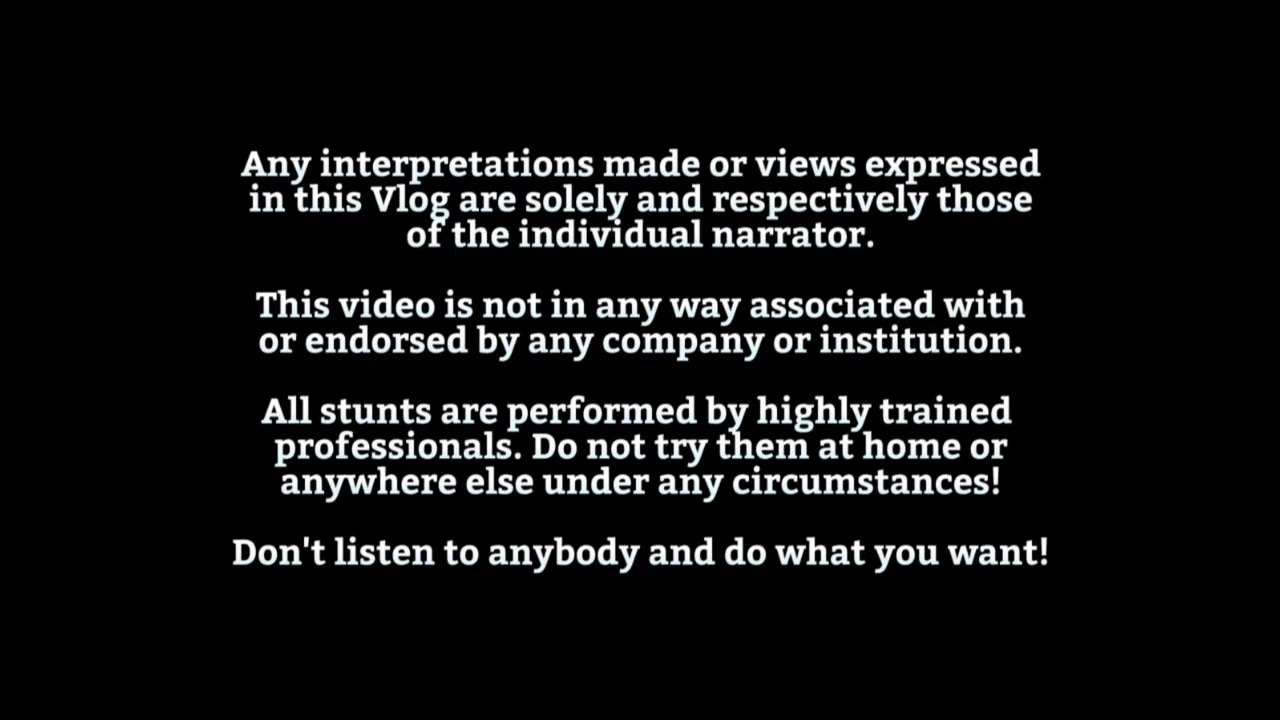 Any interpretations made or views expressed
in this Vlog are solely and respectively those
of the individual narrator.
This video is not in any way associated with
or endorsed by any company or institution.
All stunts are performed by highly trained
professionals. Do not try them at home or
anywhere else under any circumstances!
Don't listen to anybody and do what you want!